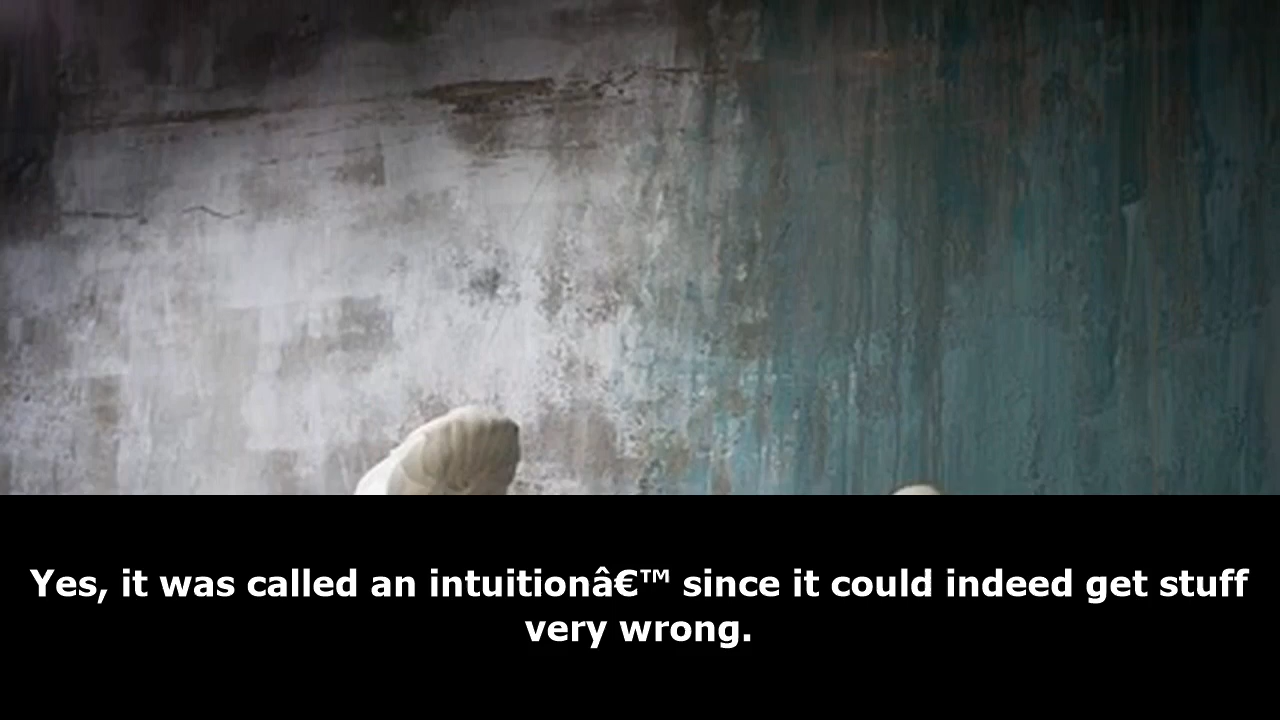 Yes, it was called an intuitionâ€™ since it could indeed get stuff
very wrong.